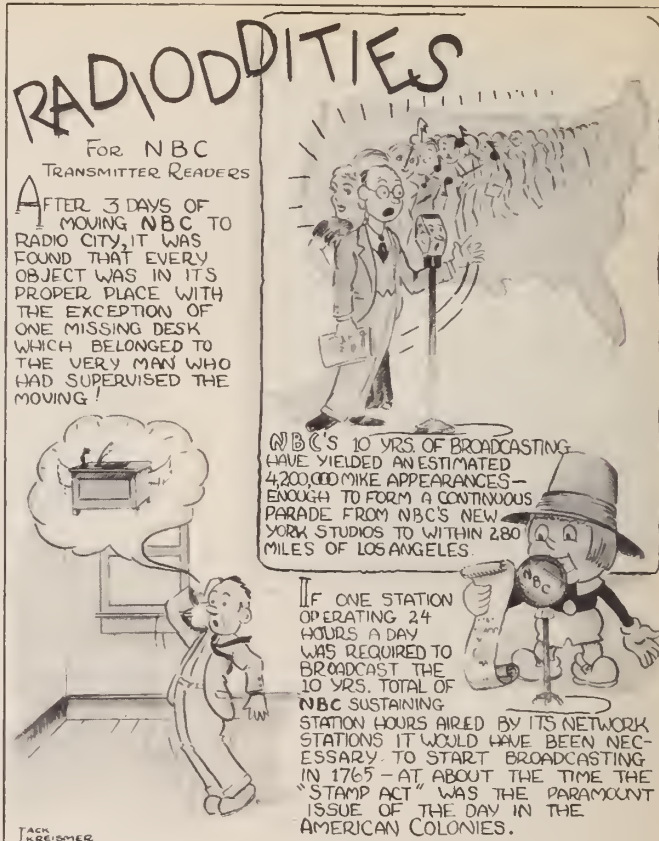 RADIODDITIES
FOR NBC
TRANSMITTER READERS
AFTER 3 DAYS OF
MOVING NBC TO
RADIO CITY, IT WAS
FOUND THAT EVERY
OBJECT WAS IN ITS
PROPER PLACE WITH
THE EXCEPTION OF
ONE MISSING DESK
WHICH BELONGED TO
THE VERY MAN WHO
HAD SUPERVISED THE
MOVING!
NBC'S 10 YRS. OF BROADCASTING
HAVE YIELDED AN ESTIMATED
4,200,000 MIKE APPEARANCES—
ENOUGH TO FORM A CONTINUOUS
PARADE FROM NBC'S NEW
YORK STUDIOS TO WITHIN 280
MILES OF LOS ANGELES.
NBC
IF ONE STATION
OPERATING 24
HOURS A DAY
WAS REQUIRED TO
BROADCAST THE
10 YRS. TOTAL OF
NBC SUSTAINING
STATION HOURS AIRED BY ITS NETWORK
STATIONS IT WOULD HAVE BEEN NEC-
ESSARY TO START BROADCASTING
IN 1765 - AT ABOUT THE TIME THE
"STAMP ACT" WAS THE PARAMOUNT
ISSUE OF THE DAY IN THE
AMERICAN COLONIES.
JACK
KREISMER